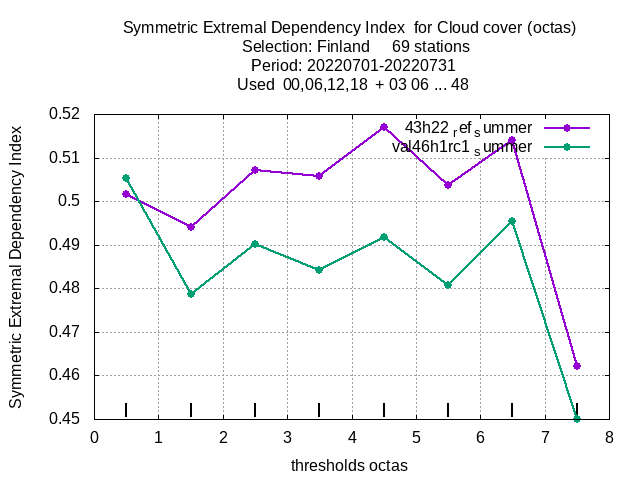 Symmetric Extremal Dependency Index  for Cloud cover (octas)
Selection: Finland     69 stations
Period: 20220701-20220731
Used  00,06,12,18  + 03 06 ... 48
0.52
0.51
0.5
0.49
0.48
0.47
0.46
0.45
0 1 2 3 4 5 6 7 8
Symmetric Extremal Dependency Index
thresholds octas
43h22 ref summer
val46h1rc1 summer